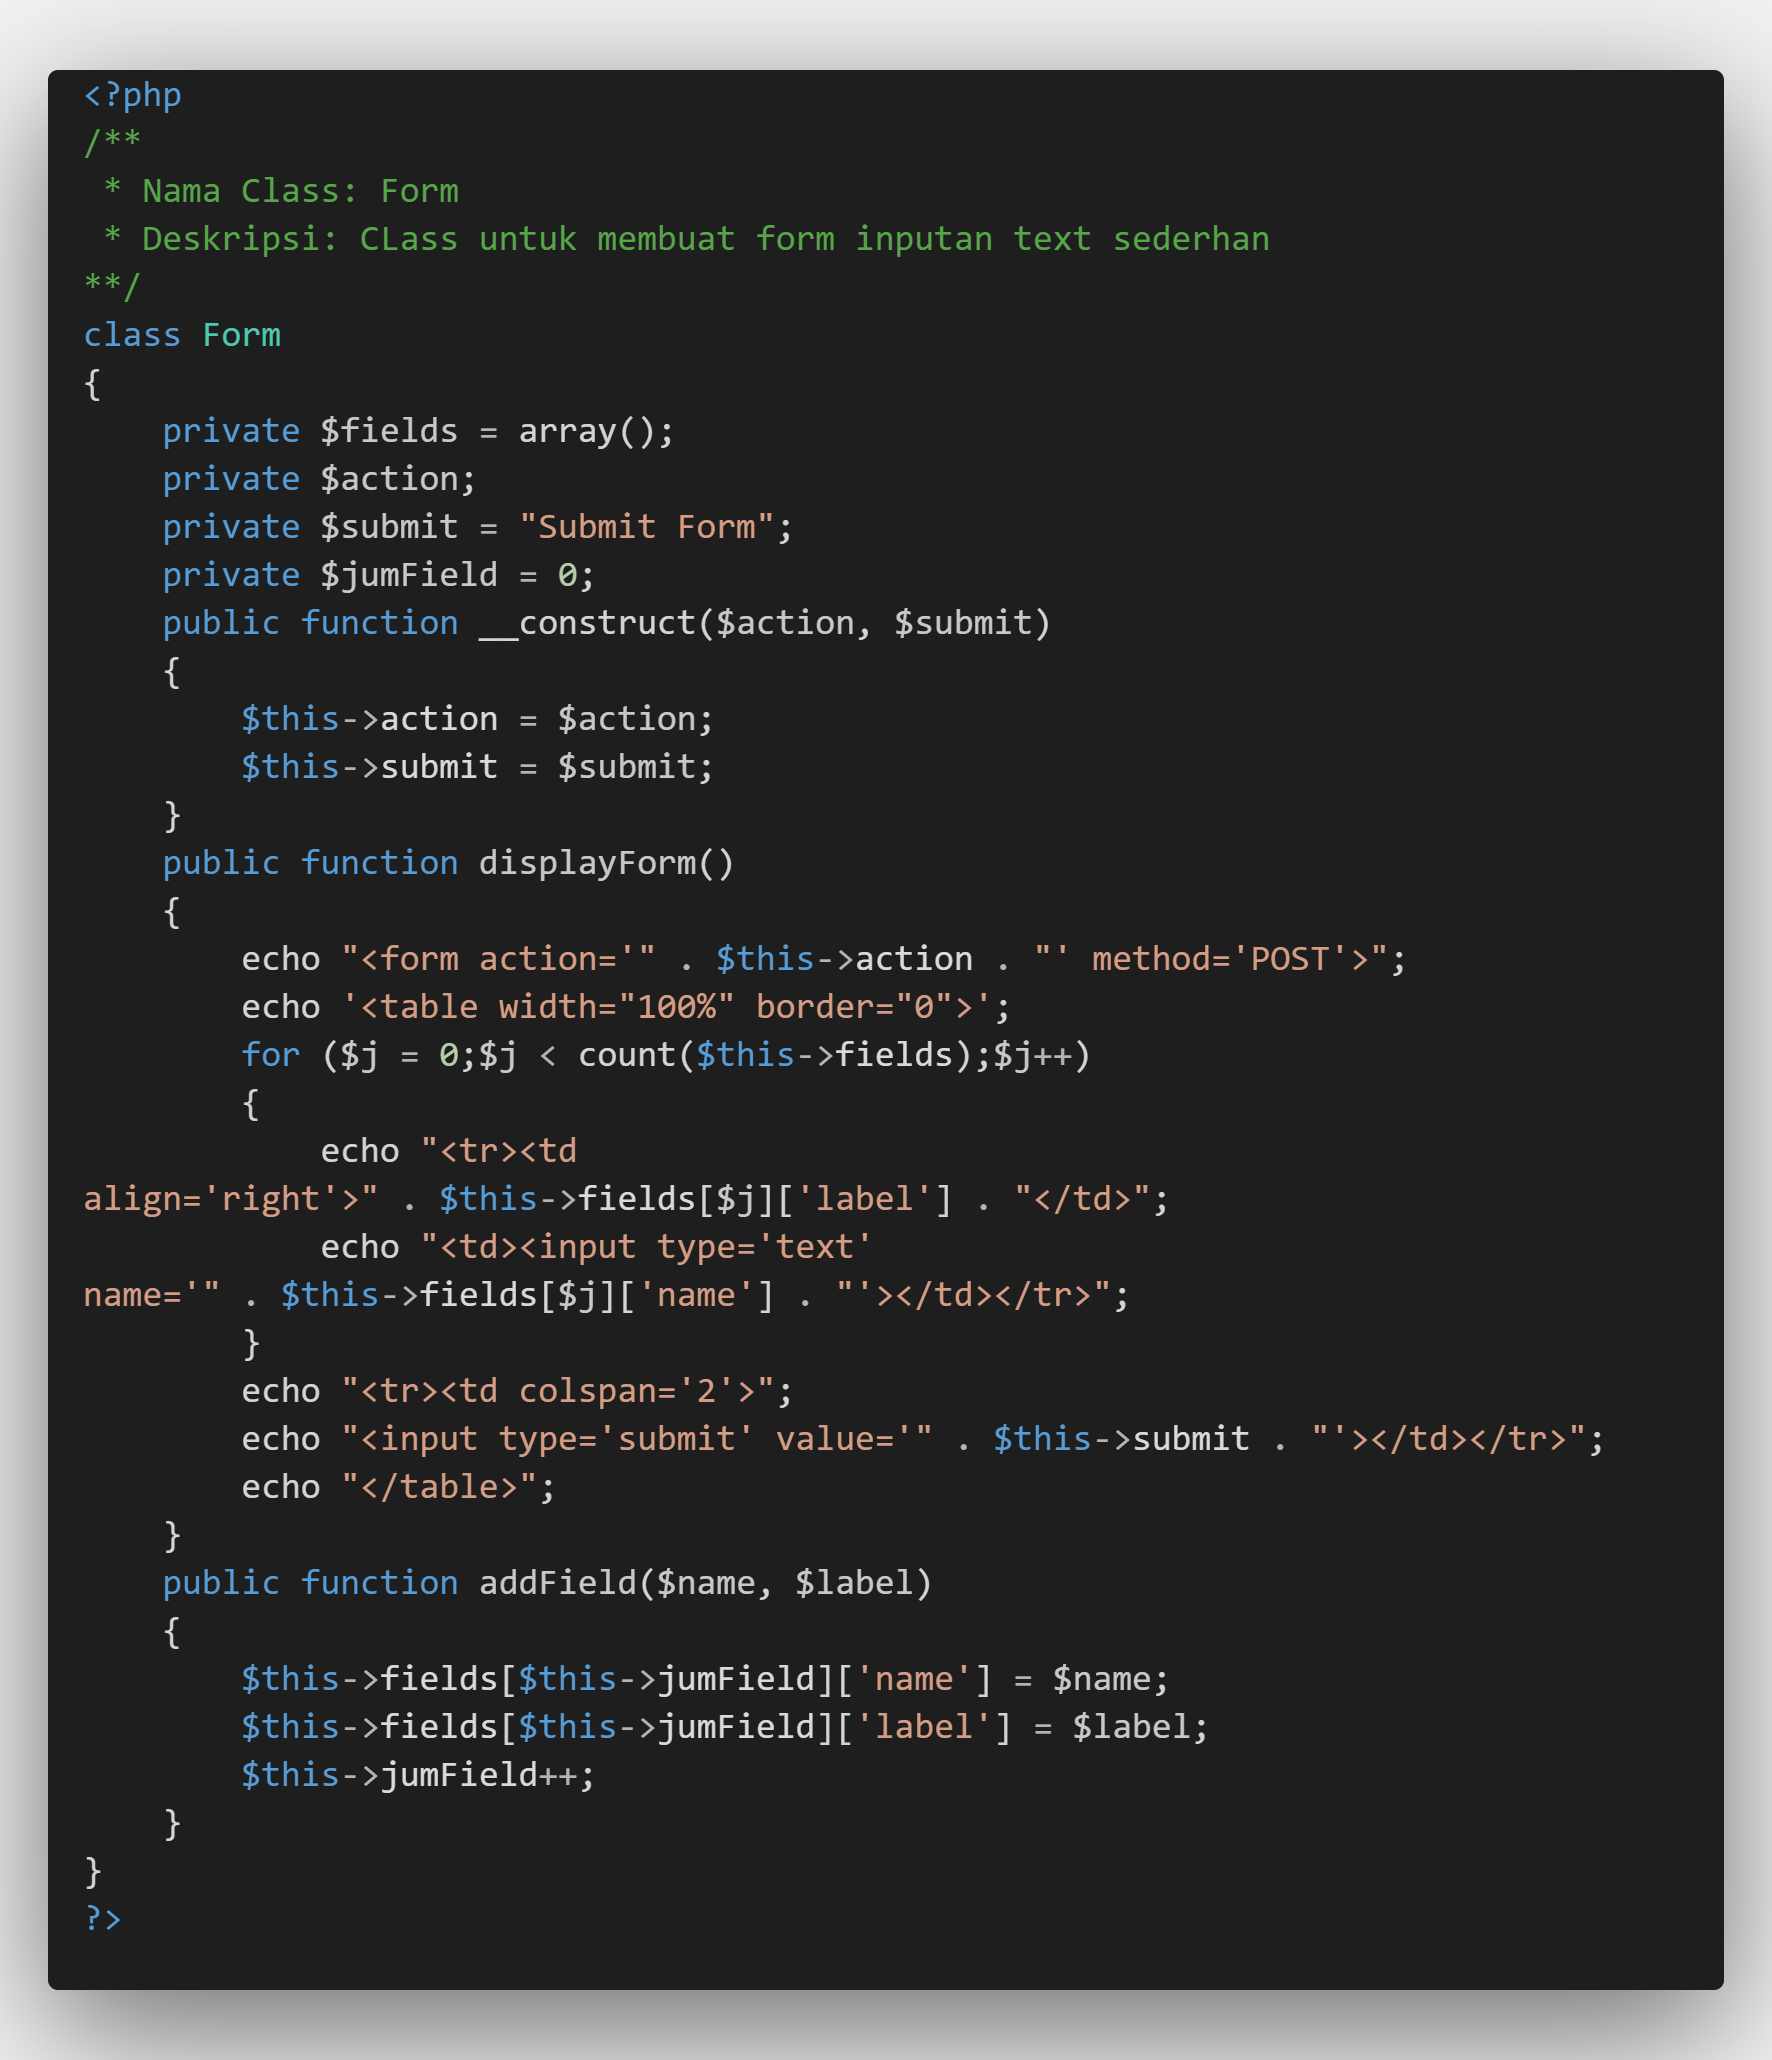 <?php
/**
 * Nama Class: Form
 * Deskripsi: CLass untuk membuat form inputan text sederhan
**/
class Form
{
    private $fields = array();
    private $action;
    private $submit = "Submit Form";
    private $jumField = 0;
    public function __construct($action, $submit)
    {
        $this->action = $action;
        $this->submit = $submit;
    }
    public function displayForm()
    {
        echo "<form action='" . $this->action . "' method='POST'>";
        echo '<table width="100%" border="0">';
        for ($j = 0;$j < count($this->fields);$j++)
        {
            echo "<tr><td
align='right'>" . $this->fields[$j]['label'] . "</td>";
            echo "<td><input type='text'
name='" . $this->fields[$j]['name'] . "'></td></tr>";
        }
        echo "<tr><td colspan='2'>";
        echo "<input type='submit' value='" . $this->submit . "'></td></tr>";
        echo "</table>";
    }
    public function addField($name, $label)
    {
        $this->fields[$this->jumField]['name'] = $name;
        $this->fields[$this->jumField]['label'] = $label;
        $this->jumField++;
    }
}
?>